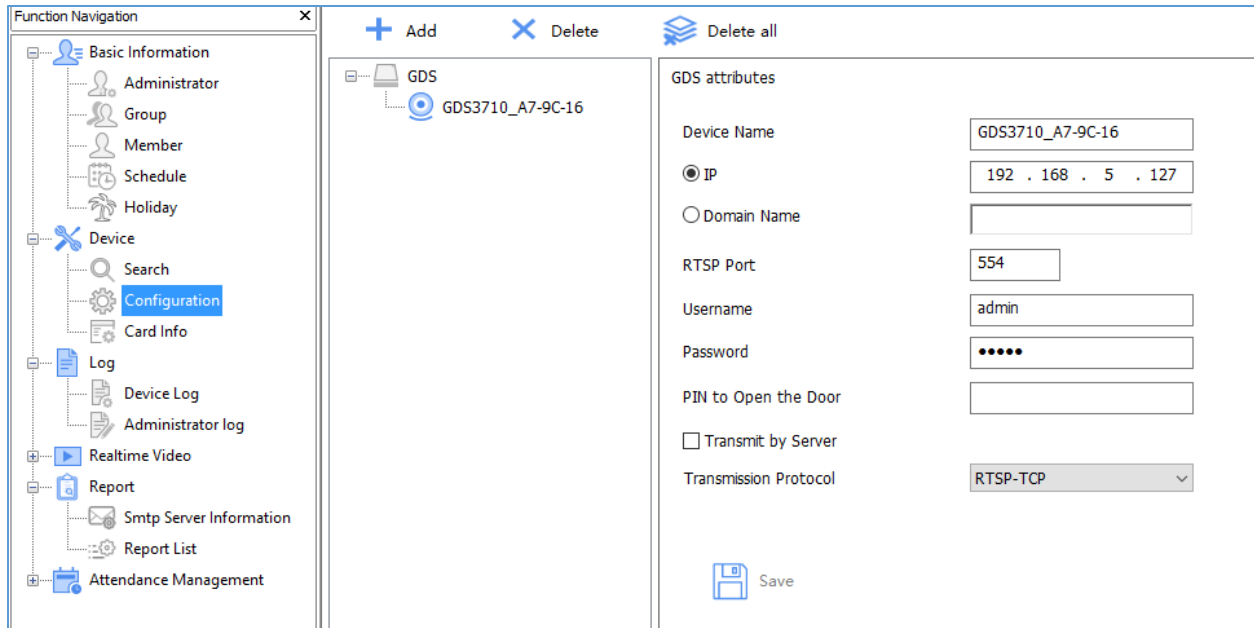 Function Navigation
Basic Information
Administrator
Group
Member
Schedule
Holiday
Device
Search
Configuration
Card Info
Log
Device Log
Administrator log
Realtime Video
Report
Smtp Server Information
Report List
Attendance Management
Add Delete Delete all
GDS
GDS3710_A7-9C-16
GDS attributes
Device Name GDS3710_A7-9C-16
IP 192 . 168 . 5 . 127
Domain Name
RTSP Port 554
Username admin
Password •••••
PIN to Open the Door
Transmit by Server
Transmission Protocol RTSP-TCP
Save